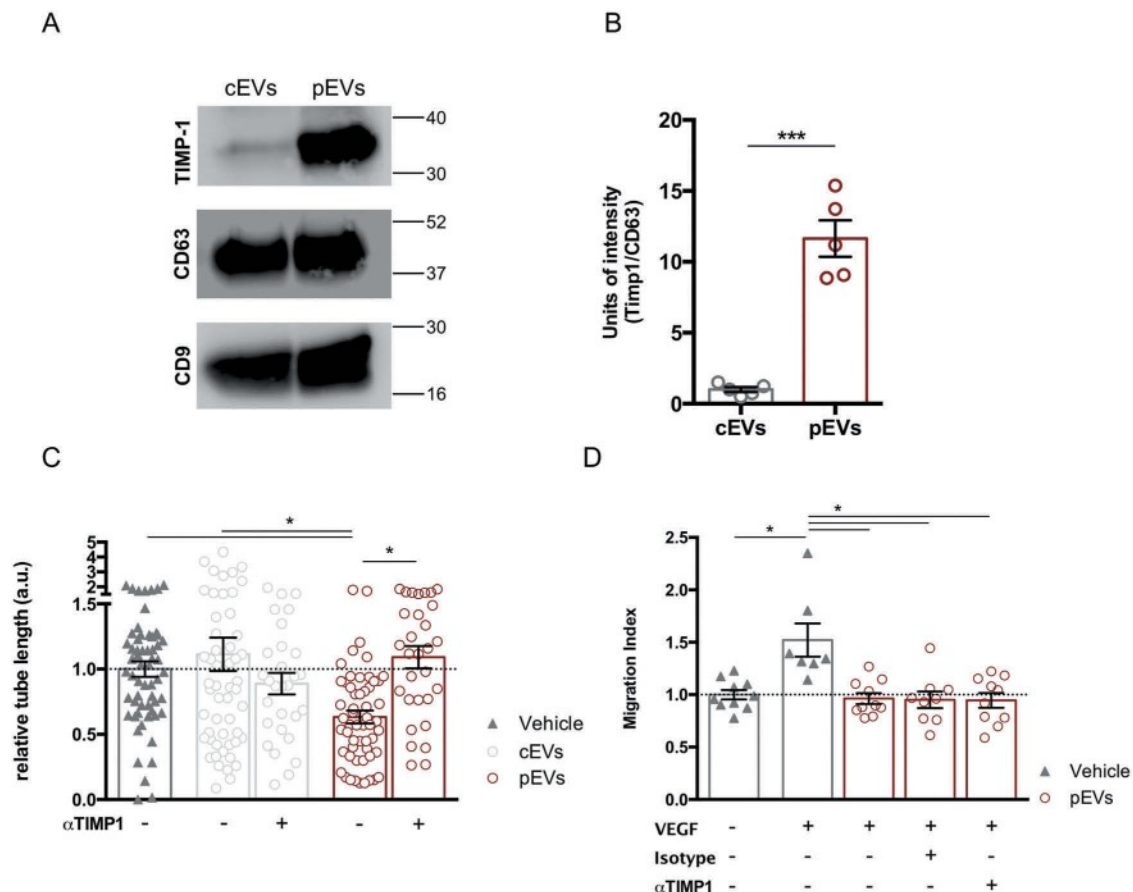 A
cEVs pEVs
TIMP-1
40
30
CD63
52
37
CD9
30
16
B
Units of intensity
(Timp1/CD63)
20
15
10
5
0
***
cEVs pEVs
C
relative tube length (a.u.)
5
4
3
2
1.5
1.0
0.5
0.0
*
*
αTIMP1 - - + - +
Vehicle
cEVs
pEVs
D
Migration Index
2.5
2.0
1.5
1.0
0.5
0.0
*
*
Vehicle
pEVs
VEGF - + + + +
Isotype - - - + -
αTIMP1 - - - - +